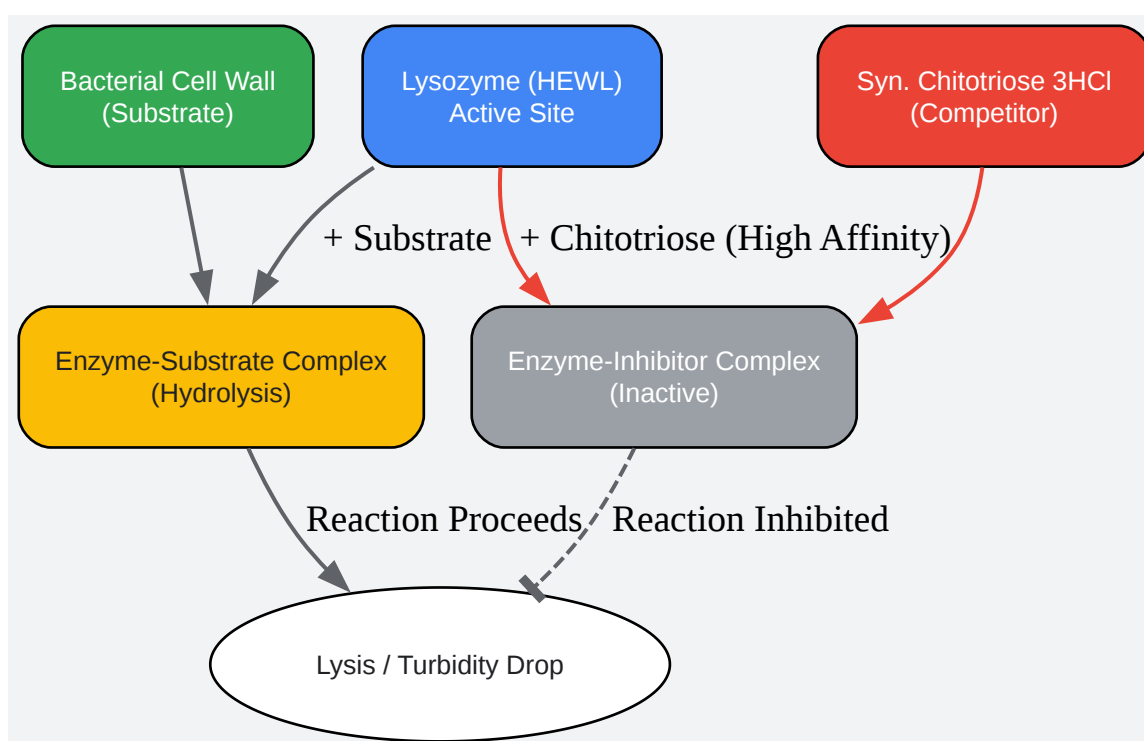 Bacterial Cell Wall
(Substrate)
Lysozyme (HEWL)
Active Site
Syn. Chitotriose 3HCl
(Competitor)
+ Substrate
+ Chitotriose (High Affinity)
Enzyme-Substrate Complex
(Hydrolysis)
Enzyme-Inhibitor Complex
(Inactive)
Reaction Proceeds
Reaction Inhibited
Lysis / Turbidity Drop